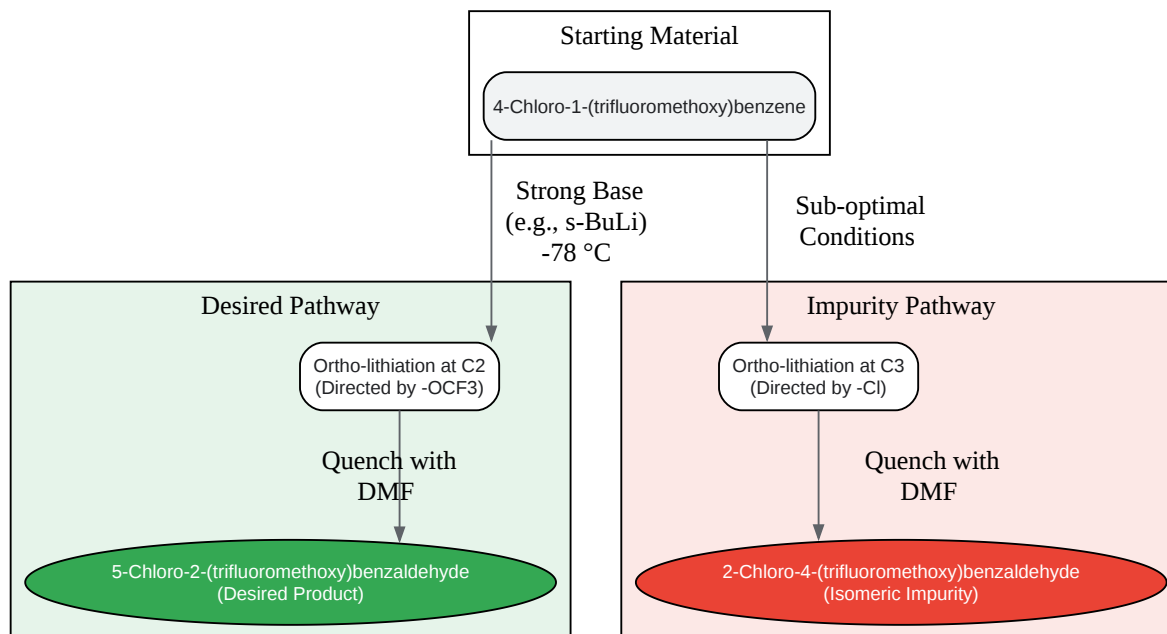 Starting Material
4-Chloro-1-(trifluoromethoxy)benzene
Strong Base
(e.g., s-BuLi)
-78 °C
Sub-optimal
Conditions
Desired Pathway
Impurity Pathway
Ortho-lithiation at C2
(Directed by -OCF3)
Ortho-lithiation at C3
(Directed by -Cl)
Quench with
DMF
Quench with
DMF
5-Chloro-2-(trifluoromethoxy)benzaldehyde
(Desired Product)
2-Chloro-4-(trifluoromethoxy)benzaldehyde
(Isomeric Impurity)